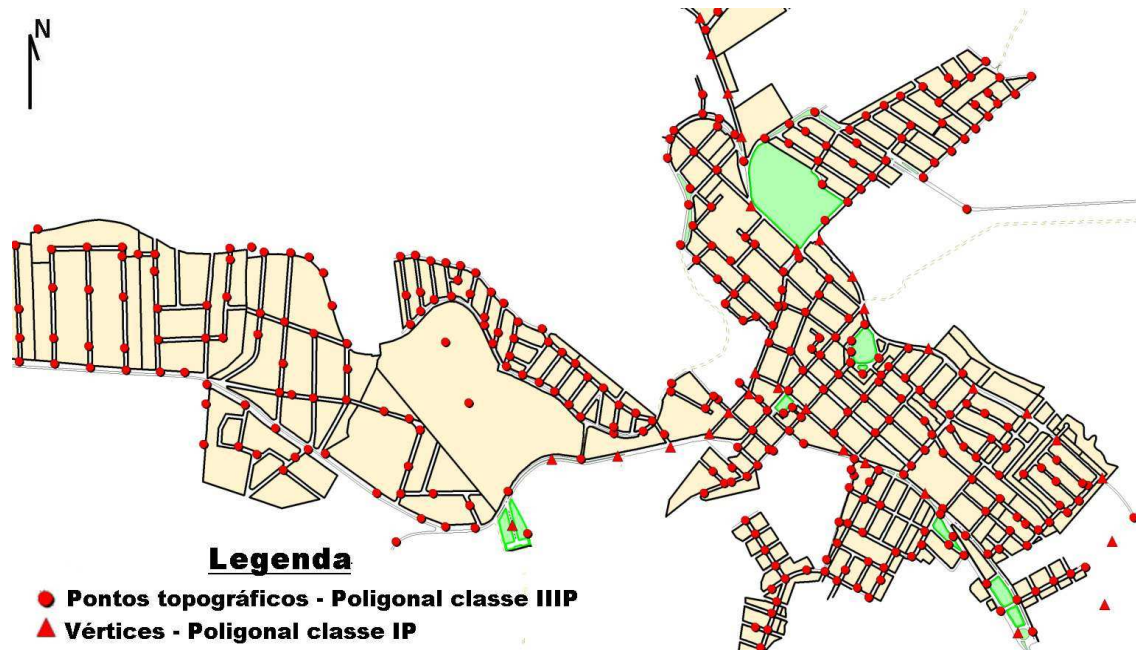 N
Legenda
Pontos topográficos - Poligonal classe IIIP
Vértices - Poligonal classe IP